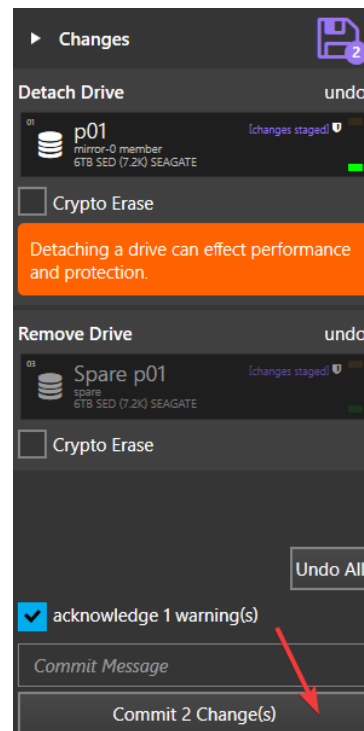 Changes
2
Detach Drive undo
01
p01 [changes staged]
mirror-0 member
6TB SED (7.2K) SEAGATE
Crypto Erase
Detaching a drive can effect performance
and protection.
Remove Drive undo
03
Spare p01 [changes staged]
spare
6TB SED (7.2K) SEAGATE
Crypto Erase
Undo All
acknowledge 1 warning(s)
Commit Message
Commit 2 Change(s)